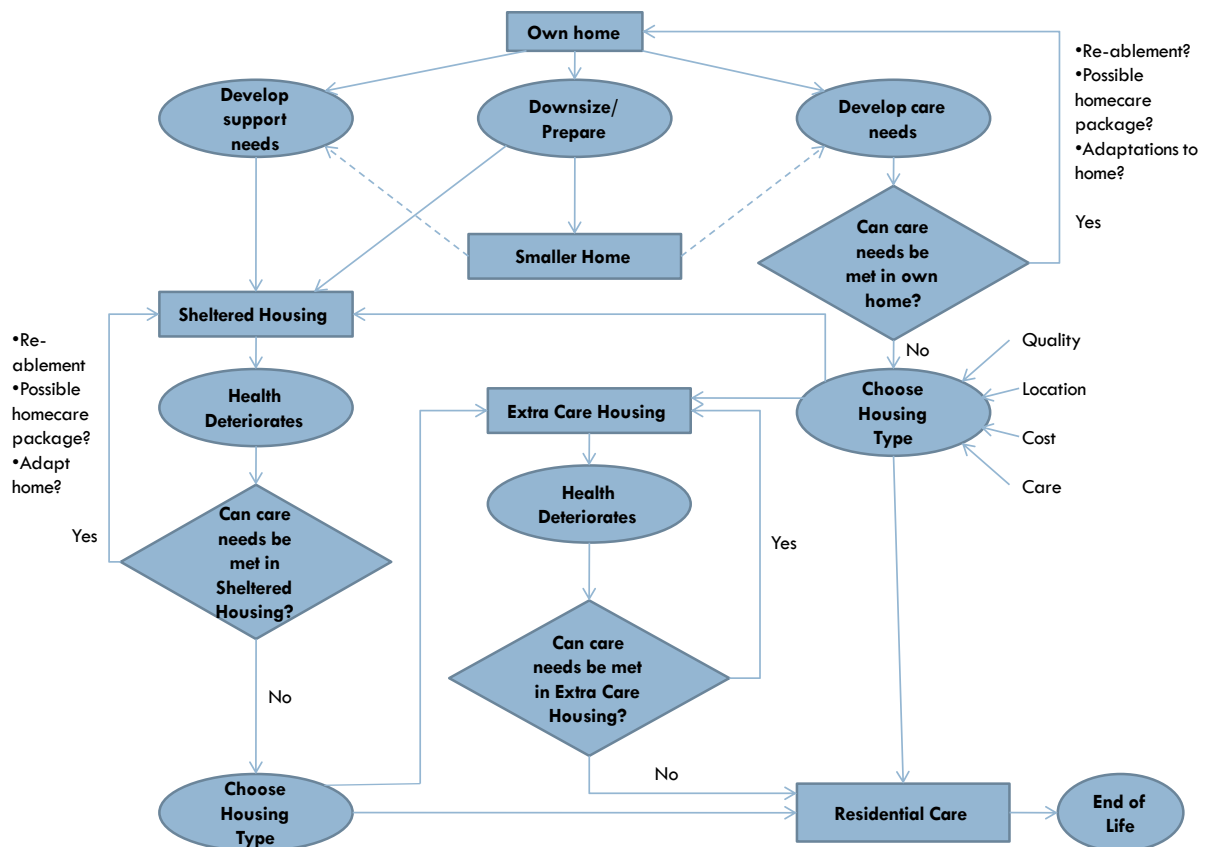 Own home
•Re-ablement?
•Possible
homecare
package?
•Adaptations to
home?
Yes
Develop
support
needs
Downsize/
Prepare
Develop care
needs
Can care
needs be
met in own
home?
Smaller Home
Sheltered Housing
No
•Re-
ablement
•Possible
homecare
package?
•Adapt
home?
Yes
Health
Deteriorates
Extra Care Housing
Choose
Housing
Type
Quality
Location
Cost
Care
Health
Deteriorates
Can care
needs be
met in
Sheltered
Housing?
Yes
Can care
needs be met
in Extra Care
Housing?
No
No
Choose
Housing
Type
Residential Care
End of
Life